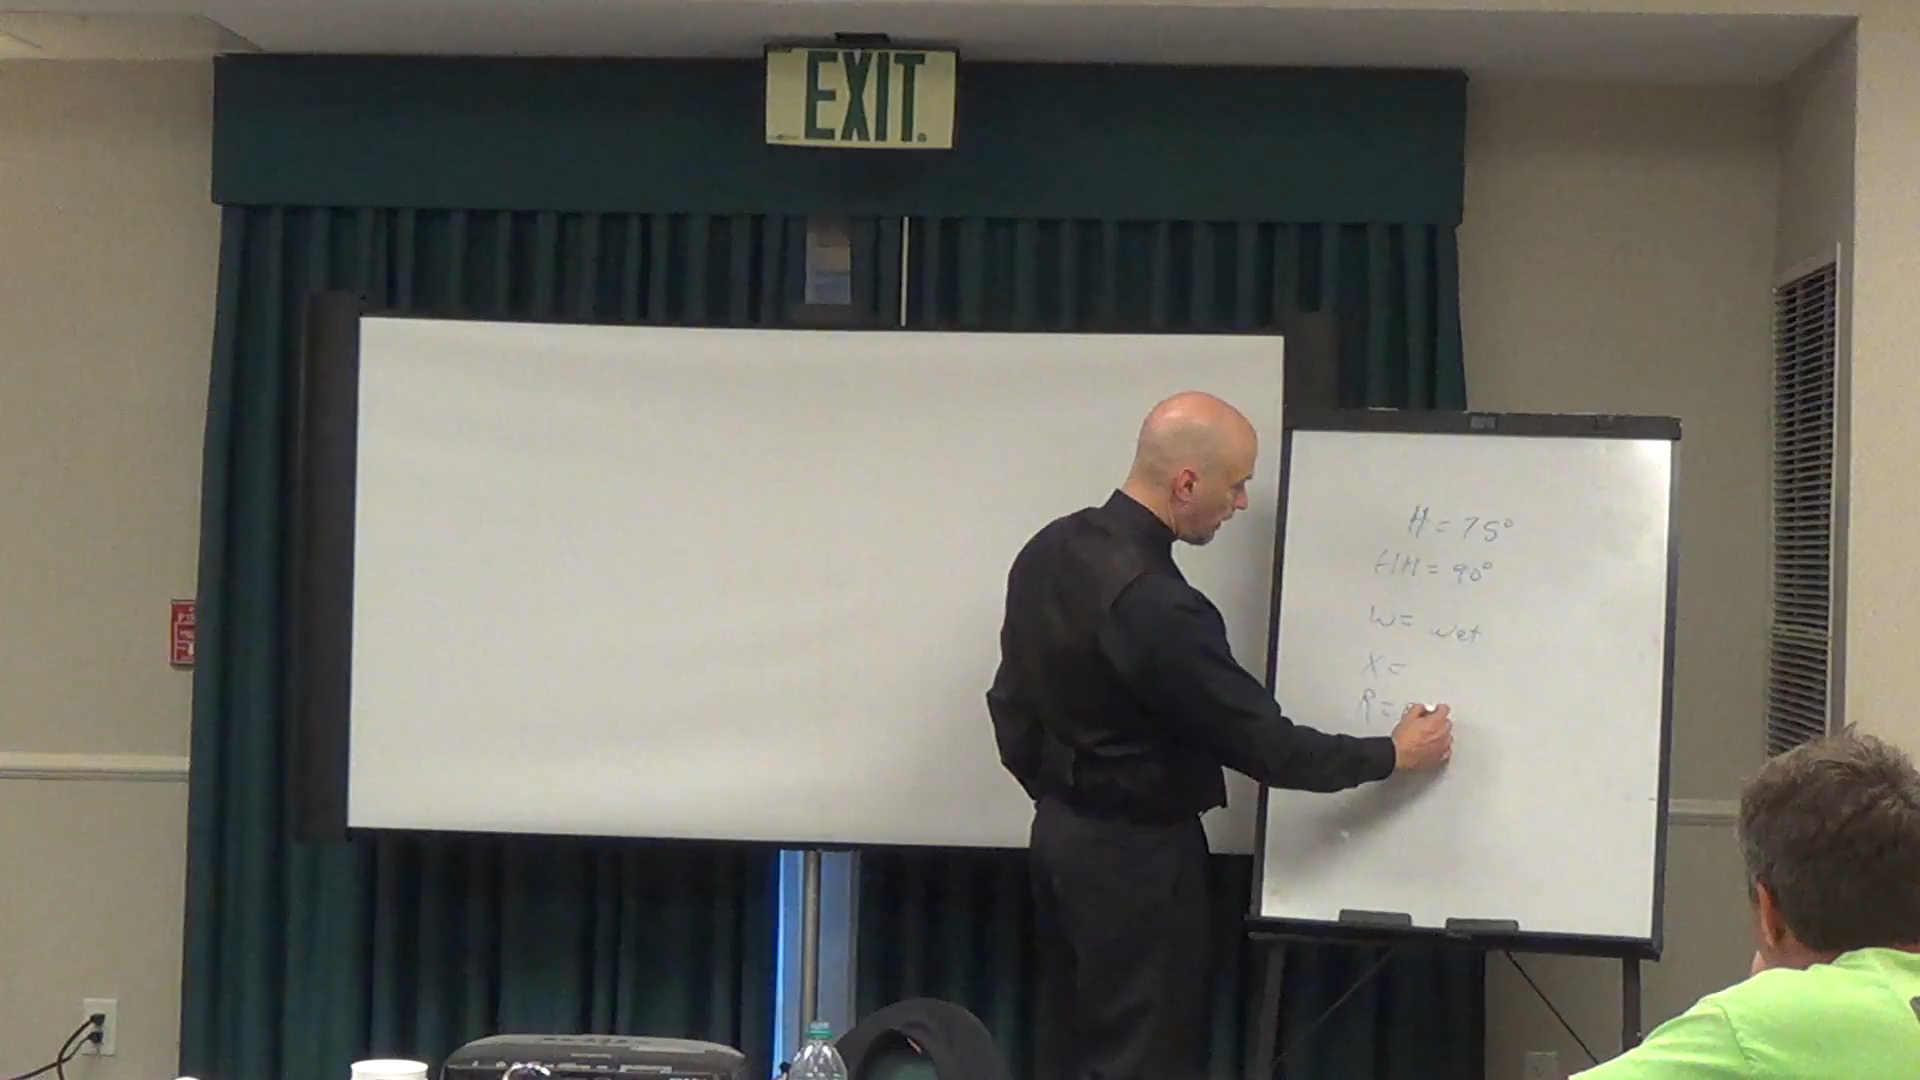 EXIT
H = 75°
HH = 90°
W = Wet
X =
R =